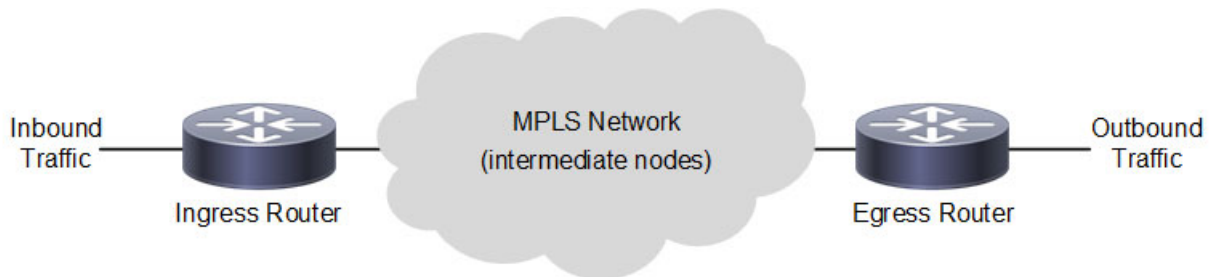 Inbound
Traffic
Ingress Router
MPLS Network
(intermediate nodes)
Egress Router
Outbound
Traffic